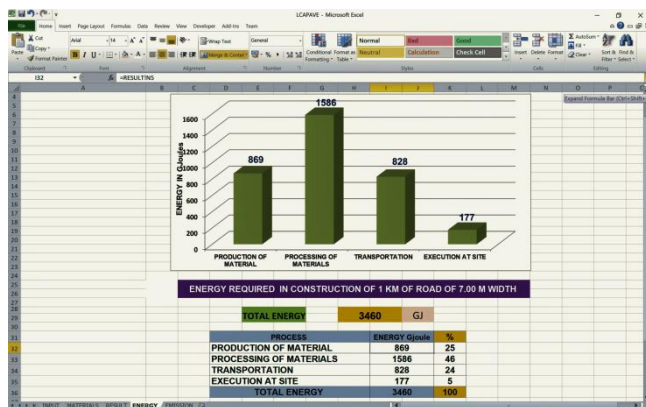 LCAPAVE - Microsoft Excel
File Home Insert Page Layout Formulas Data Review View Developer Add-Ins Team
Cut
Copy
Format Painter
Paste
Clipboard
Arial 14
B I U
Font
Wrap Text
Merge & Center
Alignment
General
Number
Conditional Formatting
Format as Table
Normal Bad Good
Neutral Calculation Check Cell
Styles
Insert Delete Format
Cells
AutoSum
Fill
Clear
Sort & Filter
Find & Select
Editing
I32 fx =RESULT!N5
Expand Formula Bar (Ctrl+Shift+
A B C D E F G H I J K L M N O P
ENERGY IN GJoules
1600
1400
1200
1000
800
600
400
200
0
869
1586
828
177
PRODUCTION OF MATERIAL
PROCESSING OF MATERIALS
TRANSPORTATION
EXECUTION AT SITE
ENERGY REQUIRED IN CONSTRUCTION OF 1 KM OF ROAD OF 7.00 M WIDTH
TOTAL ENERGY 3460 GJ
PROCESS ENERGY Gjoule %
PRODUCTION OF MATERIAL 869 25
PROCESSING OF MATERIALS 1586 46
TRANSPORTATION 828 24
EXECUTION AT SITE 177 5
TOTAL ENERGY 3460 100
INPUT MATERIALS RESULT ENERGY EMISSION